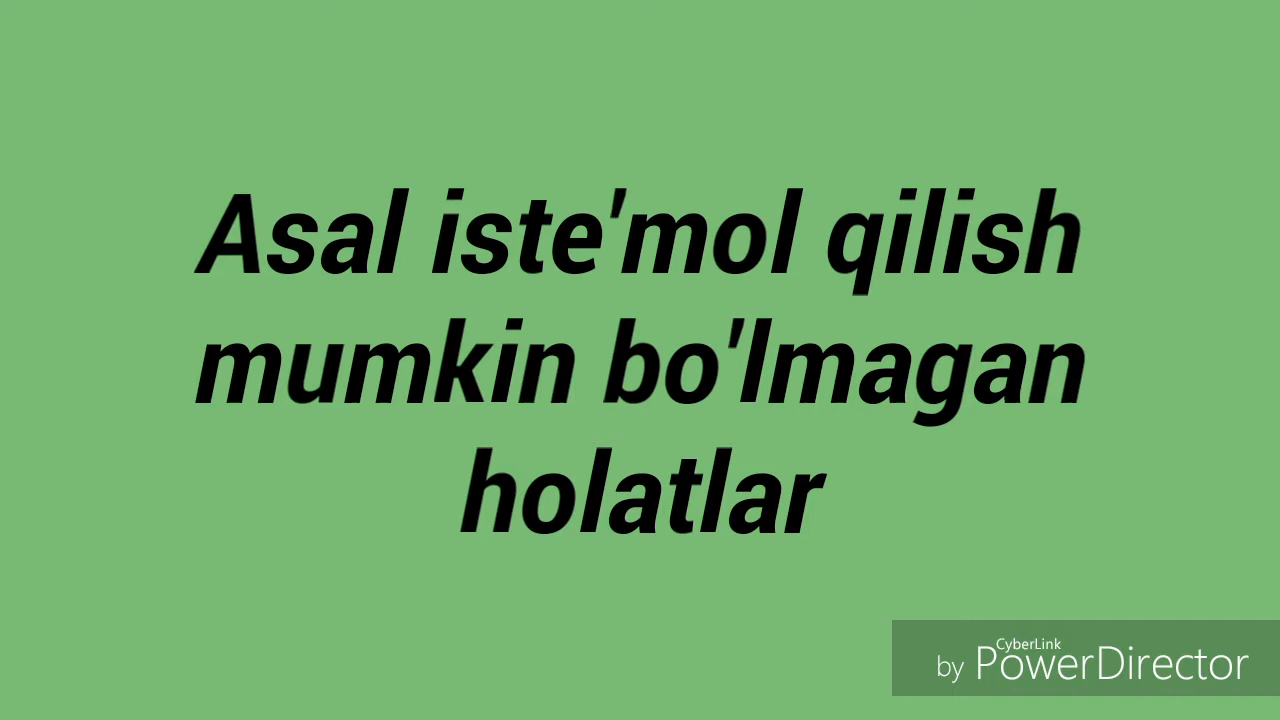 Asal iste'mol qilish
mumkin bo'lmagan
holatlar
CyberLink
by PowerDirector